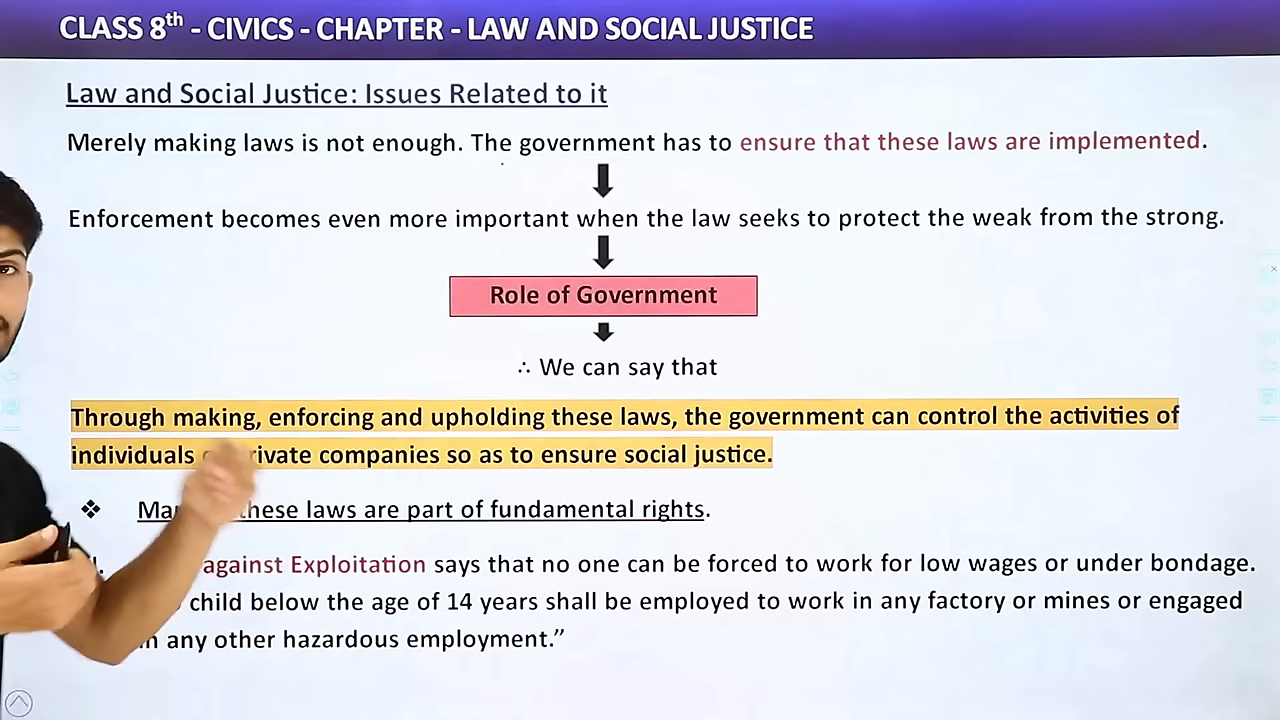 CLASS 8th - CIVICS - CHAPTER - LAW AND SOCIAL JUSTICE
Law and Social Justice: Issues Related to it
Merely making laws is not enough. The government has to ensure that these laws are implemented.
Enforcement becomes even more important when the law seeks to protect the weak from the strong.
Role of Government
∴ We can say that
Through making, enforcing and upholding these laws, the government can control the activities of
individuals companies so as to ensure social justice.
❖ these laws are part of fundamental rights.
against Exploitation says that no one can be forced to work for low wages or under bondage.
child below the age of 14 years shall be employed to work in any factory or mines or engaged
any other hazardous employment.”